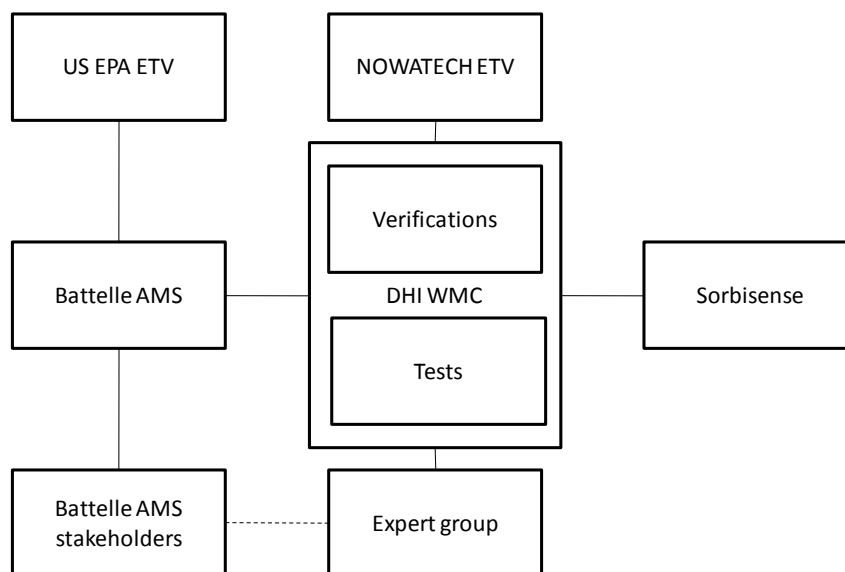 US EPA ETV
NOWATECH ETV
Verifications
Battelle AMS
DHI WMC
Sorbisense
Tests
Battelle AMS
stakeholders
Expert group